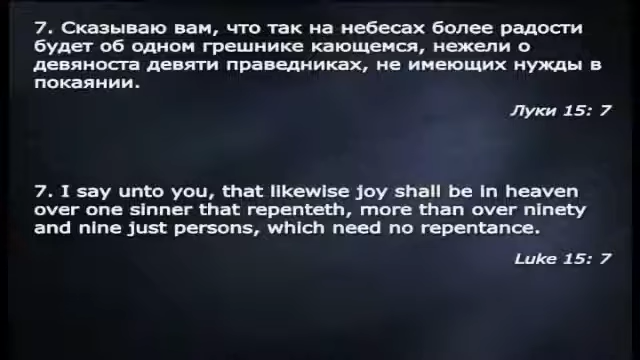 7. Сказываю вам, что так на небесах более радости
будет об одном грешнике кающемся, нежели о
девяноста девяти праведниках, не имеющих нужды в
покаянии.
Луки 15: 7
7. I say unto you, that likewise joy shall be in heaven
over one sinner that repenteth, more than over ninety
and nine just persons, which need no repentance.
Luke 15: 7